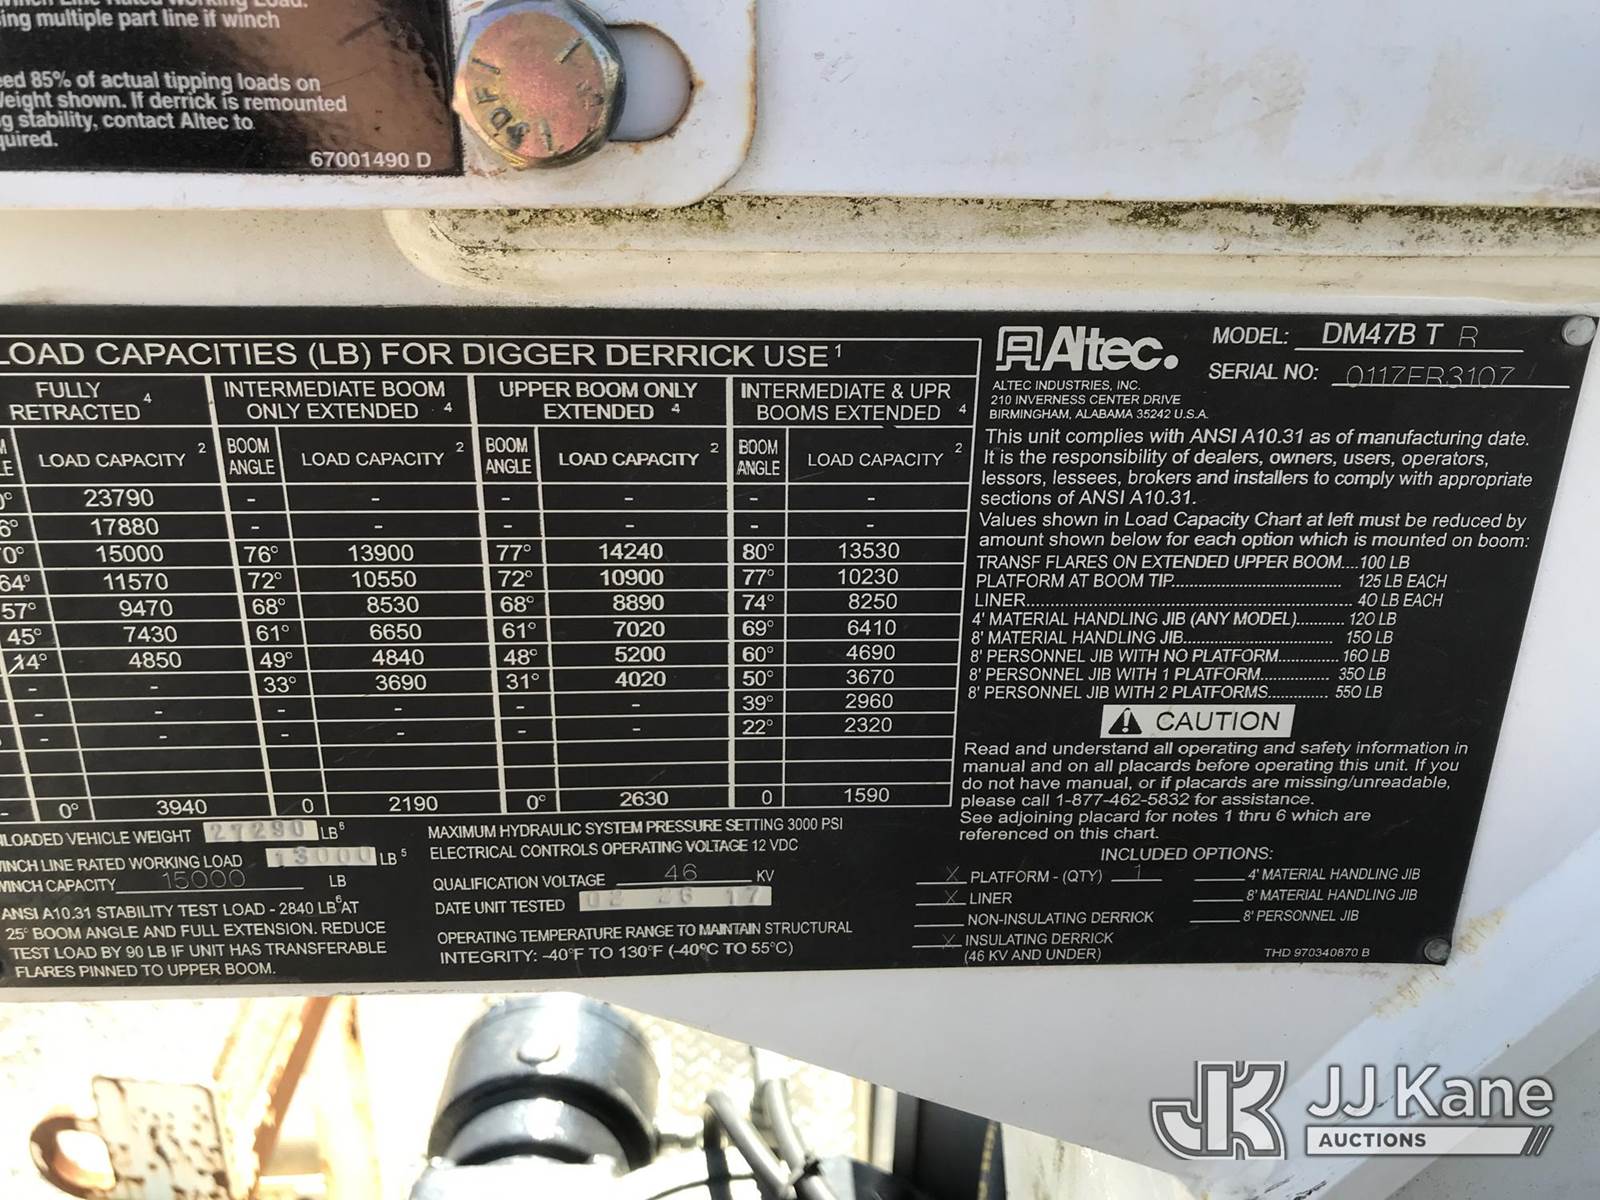 ing multiple part line if winch
eed 85% of actual tipping loads on
Weight shown. If derrick is remounted
g stability, contact Altec to
quired.
67001490 D
LOAD CAPACITIES (LB) FOR DIGGER DERRICK USE 1
FULLY RETRACTED 4 INTERMEDIATE BOOM ONLY EXTENDED 4 UPPER BOOM ONLY EXTENDED 4 INTERMEDIATE & UPR BOOMS EXTENDED 4
LOAD CAPACITY 2 BOOM ANGLE LOAD CAPACITY 2 BOOM ANGLE LOAD CAPACITY 2 BOOM ANGLE LOAD CAPACITY 2
0° 23790 - - - - - -
6° 17880 - - - - - -
70° 15000 76° 13900 77° 14240 80° 13530
64° 11570 72° 10550 72° 10900 77° 10230
57° 9470 68° 8530 68° 8890 74° 8250
45° 7430 61° 6650 61° 7020 69° 6410
14° 4850 49° 4840 48° 5200 60° 4690
- - 33° 3690 31° 4020 50° 3670
- - - - - - 39° 2960
- - - - - - 22° 2320
- 0° 3940 0 2190 0° 2630 0 1590
NLOADED VEHICLE WEIGHT 27290 LB 6
WINCH LINE RATED WORKING LOAD 13000 LB 5
WINCH CAPACITY 15000 LB
ANSI A10.31 STABILITY TEST LOAD - 2840 LB 6 AT
25° BOOM ANGLE AND FULL EXTENSION. REDUCE
TEST LOAD BY 90 LB IF UNIT HAS TRANSFERABLE
FLARES PINNED TO UPPER BOOM.
MAXIMUM HYDRAULIC SYSTEM PRESSURE SETTING 3000 PSI
ELECTRICAL CONTROLS OPERATING VOLTAGE 12 VDC
QUALIFICATION VOLTAGE 46 KV
DATE UNIT TESTED 02 26 17
OPERATING TEMPERATURE RANGE TO MAINTAIN STRUCTURAL
INTEGRITY: -40°F TO 130°F (-40°C TO 55°C)
Altec.
ALTEC INDUSTRIES, INC.
210 INVERNESS CENTER DRIVE
BIRMINGHAM, ALABAMA 35242 U.S.A.
MODEL: DM47B T R
SERIAL NO: 0117ER3107
This unit complies with ANSI A10.31 as of manufacturing date.
It is the responsibility of dealers, owners, users, operators,
lessors, lessees, brokers and installers to comply with appropriate
sections of ANSI A10.31.
Values shown in Load Capacity Chart at left must be reduced by
amount shown below for each option which is mounted on boom:
TRANSF FLARES ON EXTENDED UPPER BOOM....100 LB
PLATFORM AT BOOM TIP.................................. 125 LB EACH
LINER................................................................. 40 LB EACH
4' MATERIAL HANDLING JIB (ANY MODEL)........... 120 LB
8' MATERIAL HANDLING JIB.................................. 150 LB
8' PERSONNEL JIB WITH NO PLATFORM.............. 160 LB
8' PERSONNEL JIB WITH 1 PLATFORM................ 350 LB
8' PERSONNEL JIB WITH 2 PLATFORMS.............. 550 LB
CAUTION
Read and understand all operating and safety information in
manual and on all placards before operating this unit. If you
do not have manual, or if placards are missing/unreadable,
please call 1-877-462-5832 for assistance.
See adjoining placard for notes 1 thru 6 which are
referenced on this chart.
INCLUDED OPTIONS:
X PLATFORM - (QTY) 1
X LINER
NON-INSULATING DERRICK
X INSULATING DERRICK
(46 KV AND UNDER)
4' MATERIAL HANDLING JIB
8' MATERIAL HANDLING JIB
8' PERSONNEL JIB
THD 970340870 B
JK JJ Kane
AUCTIONS